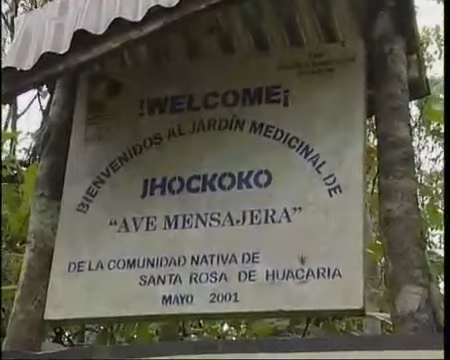 !WELCOME¡
BIENVENIDOS AL JARDÍN MEDICINAL DE
JHOCKOKO
"AVE MENSAJERA"
DE LA COMUNIDAD NATIVA DE
SANTA ROSA DE HUACARIA
MAYO 2001